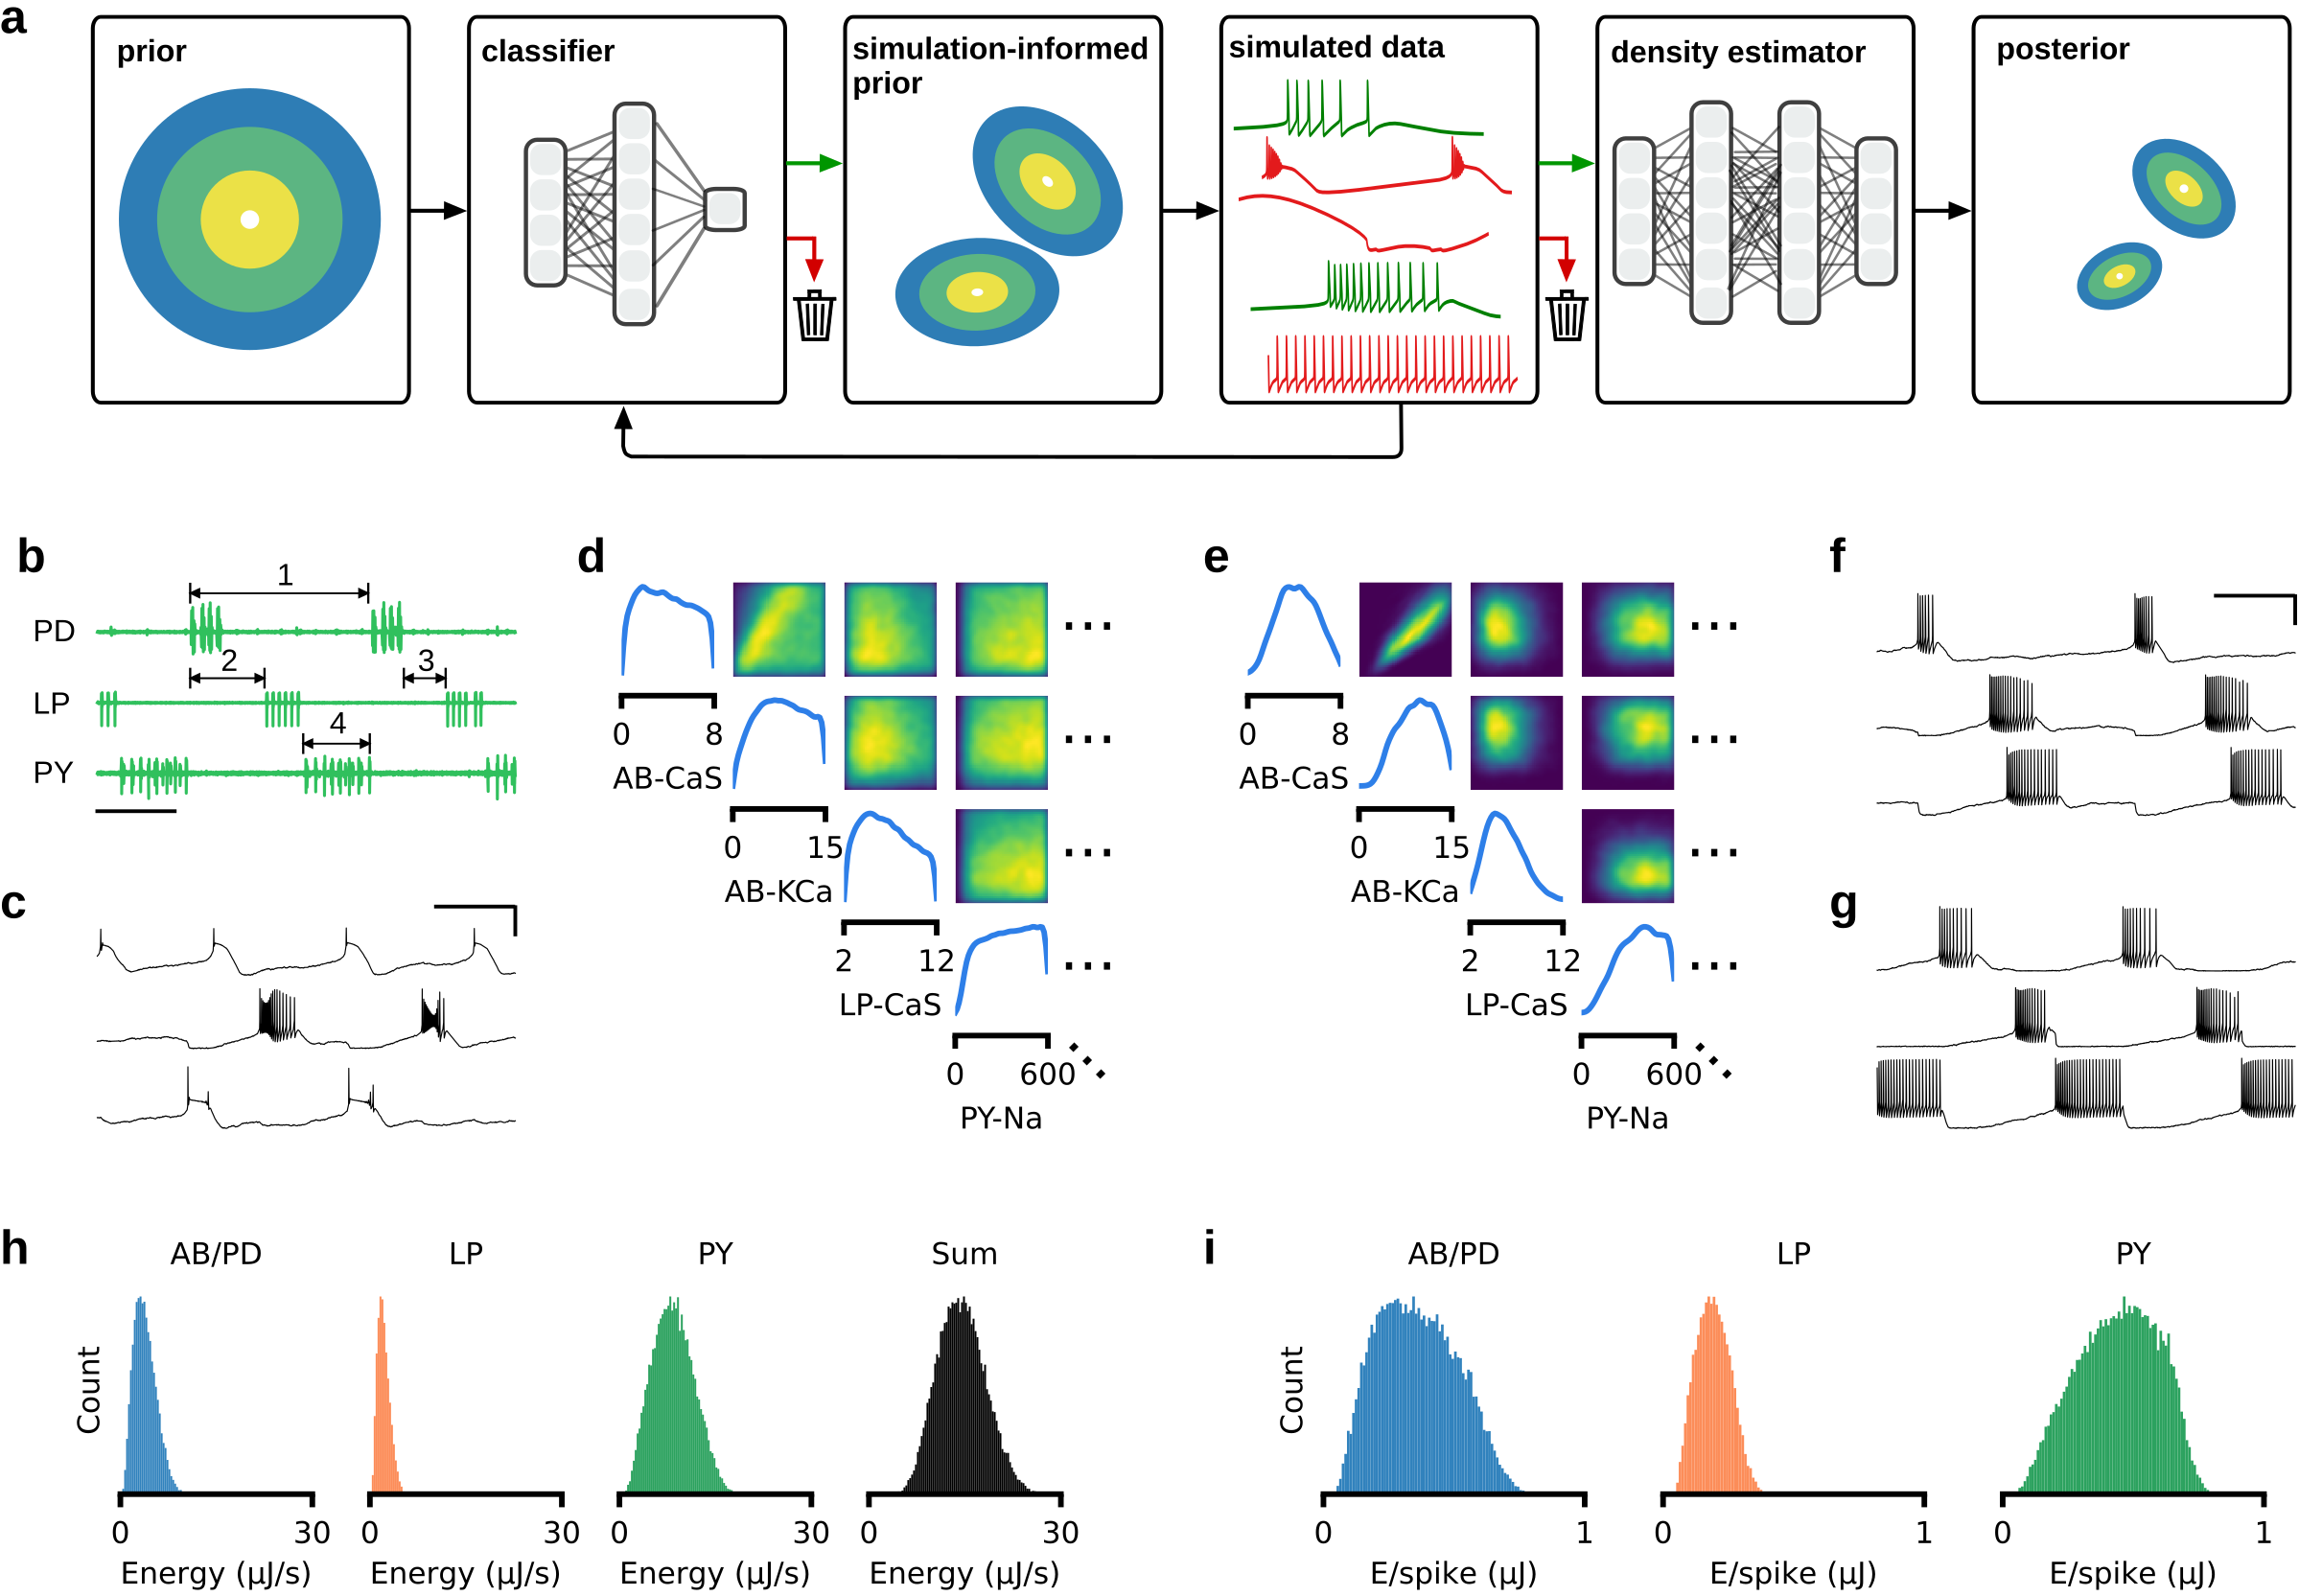 a
prior
classifier
simulation-informed
prior
simulated data
density estimator
posterior
b
PD
LP
PY
1
2
3
4
c
d
0 8
AB-CaS
0 15
AB-KCa
2 12
LP-CaS
0 600
PY-Na
e
0 8
AB-CaS
0 15
AB-KCa
2 12
LP-CaS
0 600
PY-Na
f
g
h
AB/PD
LP
PY
Sum
Count
0 30
Energy (μJ/s)
0 30
Energy (μJ/s)
0 30
Energy (μJ/s)
0 30
Energy (μJ/s)
i
AB/PD
LP
PY
Count
0 1
E/spike (μJ)
0 1
E/spike (μJ)
0 1
E/spike (μJ)